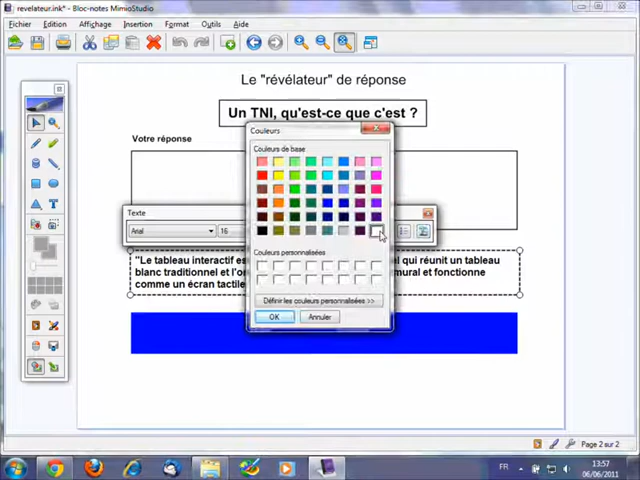 revelateur.ink* - Bloc-notes MimioStudio
Fichier Edition Affichage Insertion Format Outils Aide
Le "révélateur" de réponse
Un TNI, qu'est-ce que c'est ?
Couleurs
Couleurs de base
Votre réponse
Texte
Arial 16
"Le tableau interactif es al qui réunit un tableau
blanc traditionnel et l'or mural et fonctionne
comme un écran tactile
Couleurs personnalisées
Définir les couleurs personnalisées >>
OK Annuler
Page 2 sur 2
FR 13:57
06/06/2011